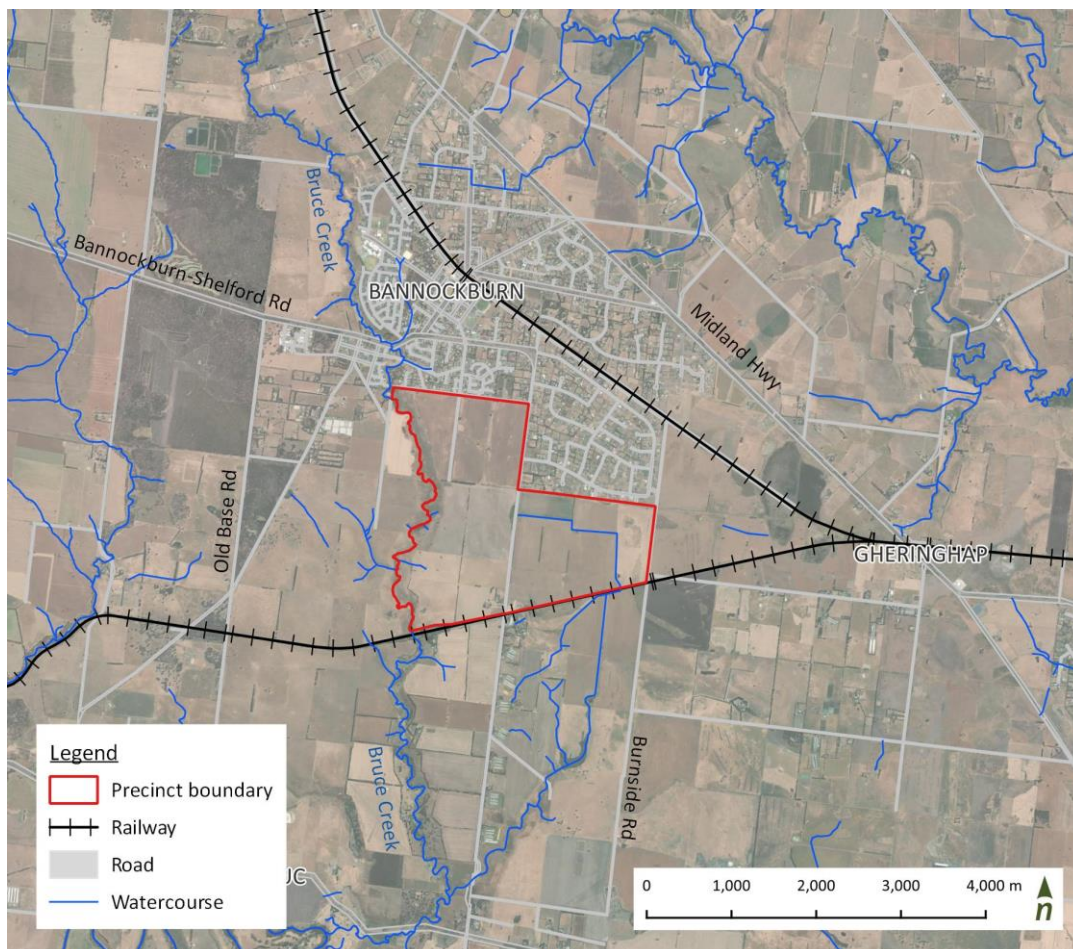 Bruce Creek
Bannockburn-Shelford Rd
BANNOCKBURN
Midland Hwy
Old Base Rd
GHERINGHAP
Bruce Creek
Burnside Rd
Legend
Precinct boundary
Railway
Road
Watercourse
UC
0 1,000 2,000 3,000 4,000 m
n